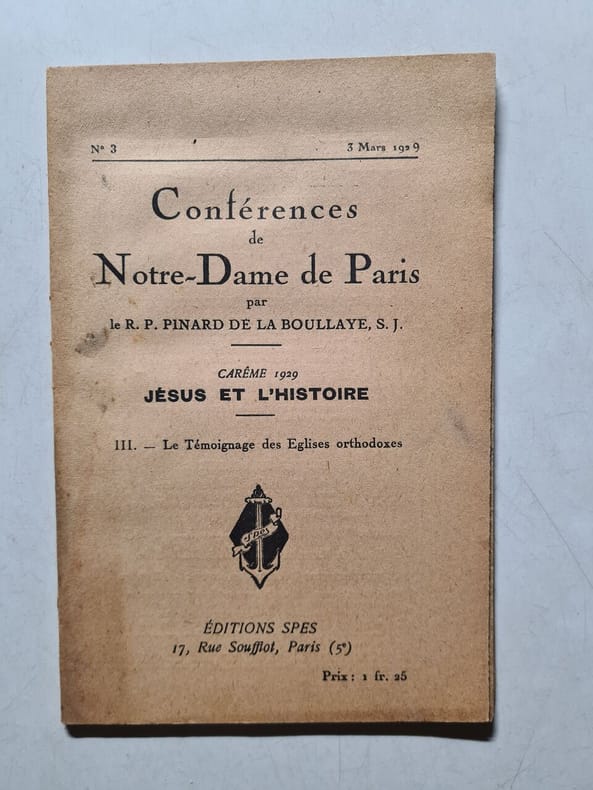 Nº 3 3 Mars 1929
Conférences
de
Notre-Dame de Paris
par
le R. P. PINARD DE LA BOULLAYE, S. J.
CARÊME 1929
JÉSUS ET L'HISTOIRE
III. — Le Témoignage des Eglises orthodoxes
Spes
ÉDITIONS SPES
17, Rue Soufflot, Paris (5e)
Prix : 1 fr. 25